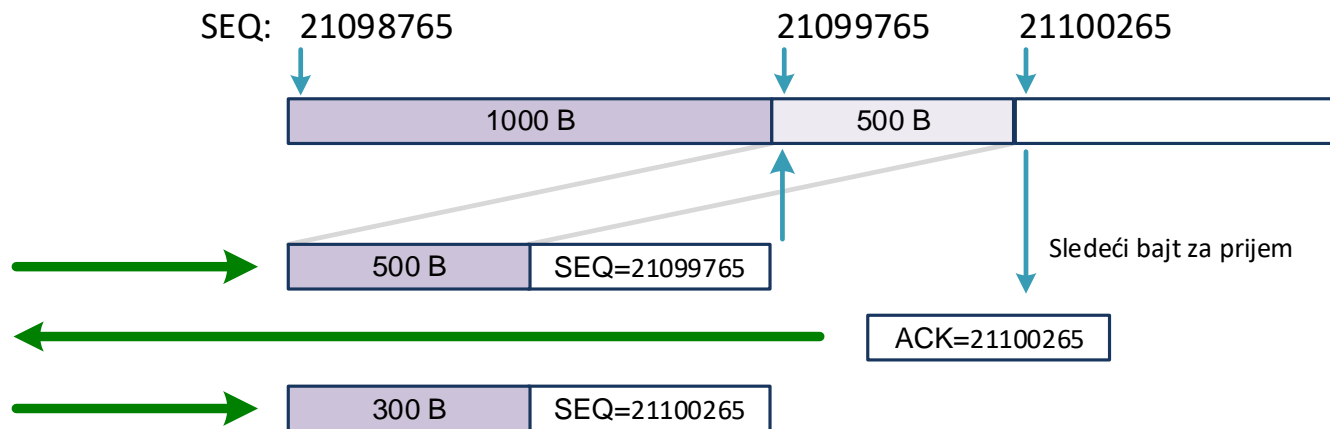 SEQ: 21098765 21099765 21100265
1000 B 500 B
500 B SEQ=21099765
Sledeći bajt za prijem
ACK=21100265
300 B SEQ=21100265